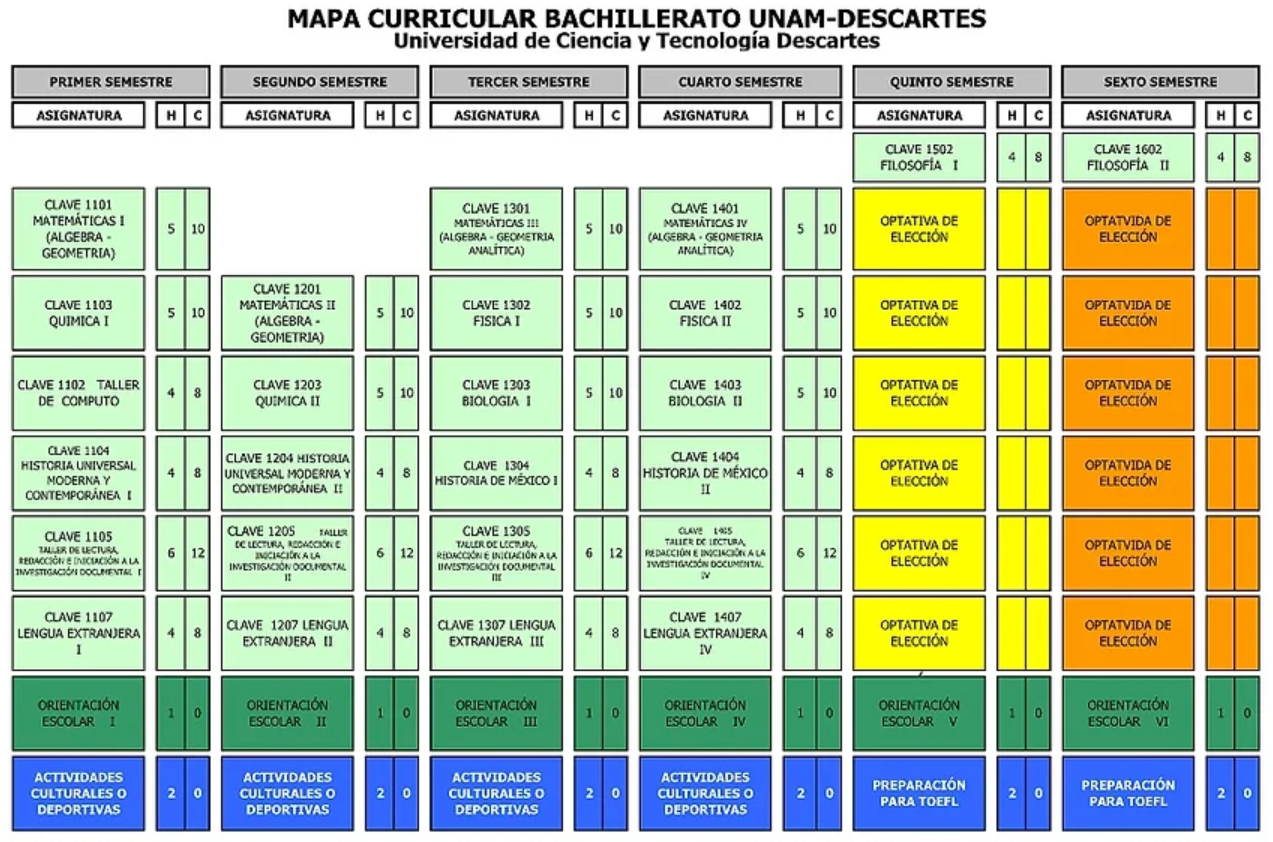 MAPA CURRICULAR BACHILLERATO UNAM-DESCARTES
Universidad de Ciencia y Tecnología Descartes
PRIMER SEMESTRE
SEGUNDO SEMESTRE
TERCER SEMESTRE
CUARTO SEMESTRE
QUINTO SEMESTRE
SEXTO SEMESTRE
ASIGNATURA H C
ASIGNATURA H C
ASIGNATURA H C
ASIGNATURA H C
ASIGNATURA H C
ASIGNATURA H C
CLAVE 1502
FILOSOFÍA I
4 8
CLAVE 1602
FILOSOFÍA II
4 8
CLAVE 1101
MATEMÁTICAS I
(ALGEBRA -
GEOMETRIA)
5 10
CLAVE 1301
MATEMÁTICAS III
(ALGEBRA - GEOMETRIA
ANALÍTICA)
5 10
CLAVE 1401
MATEMÁTICAS IV
(ALGEBRA - GEOMETRIA
ANALÍTICA)
5 10
OPTATIVA DE
ELECCIÓN
OPTATVIDA DE
ELECCIÓN
CLAVE 1103
QUIMICA I
5 10
CLAVE 1201
MATEMÁTICAS II
(ALGEBRA -
GEOMETRIA)
5 10
CLAVE 1302
FISICA I
5 10
CLAVE 1402
FISICA II
5 10
OPTATIVA DE
ELECCIÓN
OPTATVIDA DE
ELECCIÓN
CLAVE 1102 TALLER
DE COMPUTO
4 8
CLAVE 1203
QUIMICA II
5 10
CLAVE 1303
BIOLOGIA I
5 10
CLAVE 1403
BIOLOGIA II
5 10
OPTATIVA DE
ELECCIÓN
OPTATVIDA DE
ELECCIÓN
CLAVE 1104
HISTORIA UNIVERSAL
MODERNA Y
CONTEMPORÁNEA I
4 8
CLAVE 1204 HISTORIA
UNIVERSAL MODERNA Y
CONTEMPORÁNEA II
4 8
CLAVE 1304
HISTORIA DE MÉXICO I
4 8
CLAVE 1404
HISTORIA DE MÉXICO
II
4 8
OPTATIVA DE
ELECCIÓN
OPTATVIDA DE
ELECCIÓN
CLAVE 1105
TALLER DE LECTURA,
REDACCIÓN E INICIACIÓN A LA
INVESTIGACIÓN DOCUMENTAL I
6 12
CLAVE 1205 TALLER
DE LECTURA, REDACCIÓN E
INICIACIÓN A LA
INVESTIGACIÓN DOCUMENTAL
II
6 12
CLAVE 1305
TALLER DE LECTURA,
REDACCIÓN E INICIACIÓN A LA
INVESTIGACIÓN DOCUMENTAL
III
6 12
CLAVE 1405
TALLER DE LECTURA,
REDACCIÓN E INICIACIÓN A LA
INVESTIGACIÓN DOCUMENTAL
IV
6 12
OPTATIVA DE
ELECCIÓN
OPTATVIDA DE
ELECCIÓN
CLAVE 1107
LENGUA EXTRANJERA
I
4 8
CLAVE 1207 LENGUA
EXTRANJERA II
4 8
CLAVE 1307 LENGUA
EXTRANJERA III
4 8
CLAVE 1407
LENGUA EXTRANJERA
IV
4 8
OPTATIVA DE
ELECCIÓN
OPTATVIDA DE
ELECCIÓN
ORIENTACIÓN
ESCOLAR I
1 0
ORIENTACIÓN
ESCOLAR II
1 0
ORIENTACIÓN
ESCOLAR III
1 0
ORIENTACIÓN
ESCOLAR IV
1 0
ORIENTACIÓN
ESCOLAR V
1 0
ORIENTACIÓN
ESCOLAR VI
1 0
ACTIVIDADES
CULTURALES O
DEPORTIVAS
2 0
ACTIVIDADES
CULTURALES O
DEPORTIVAS
2 0
ACTIVIDADES
CULTURALES O
DEPORTIVAS
2 0
ACTIVIDADES
CULTURALES O
DEPORTIVAS
2 0
PREPARACIÓN
PARA TOEFL
2 0
PREPARACIÓN
PARA TOEFL
2 0